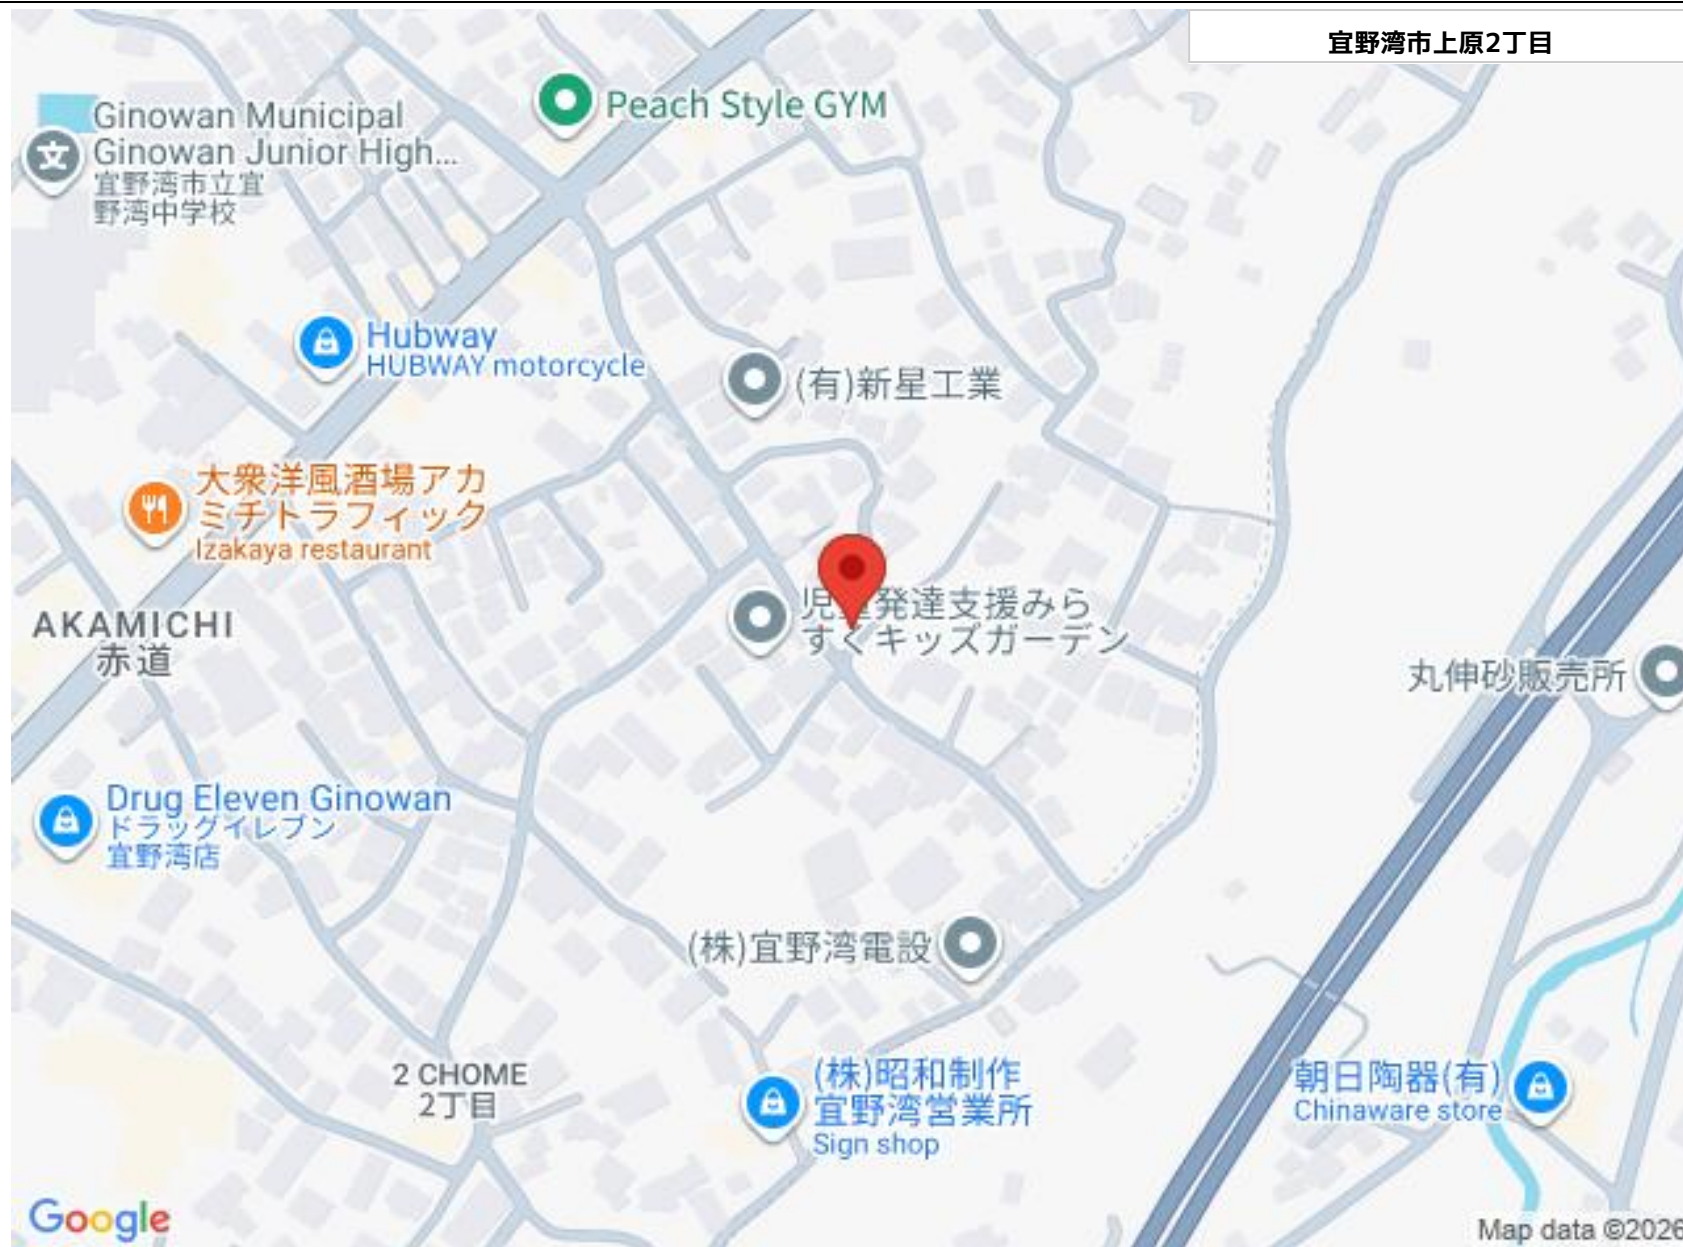 宜野湾市上原2丁目
Ginowan Municipal
Ginowan Junior High...
宜野湾市立宜
野湾中学校
Peach Style GYM
Hubway
HUBWAY motorcycle
(有)新星工業
大衆洋風酒場アカ
ミチトラフィック
Izakaya restaurant
児童発達支援みら
すくキッズガーデン
AKAMICHI
赤道
丸伸砂販売所
Drug Eleven Ginowan
ドラッグイレブン
宜野湾店
(株)宜野湾電設
2 CHOME
2丁目
(株)昭和制作
宜野湾営業所
Sign shop
朝日陶器(有)
Chinaware store
Google
Map data ©2026